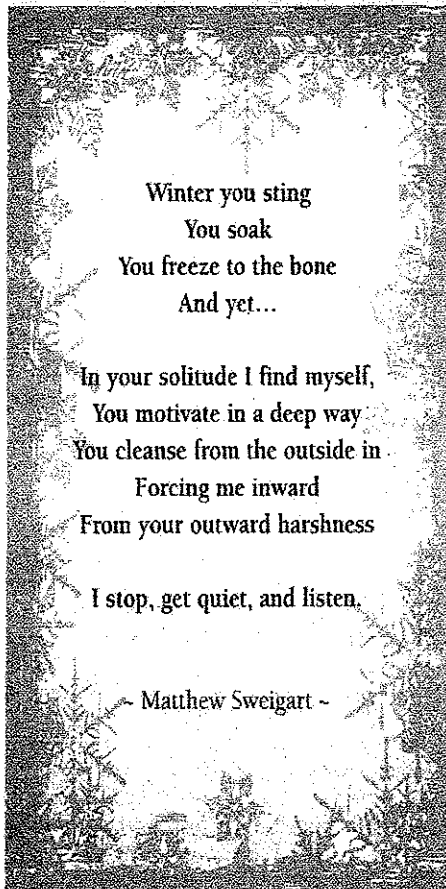 Winter you sting
You soak
You freeze to the bone
And yet...
In your solitude I find myself,
You motivate in a deep way
You cleanse from the outside in
Forcing me inward
From your outward harshness
I stop, get quiet, and listen.
~ Matthew Sweigart ~